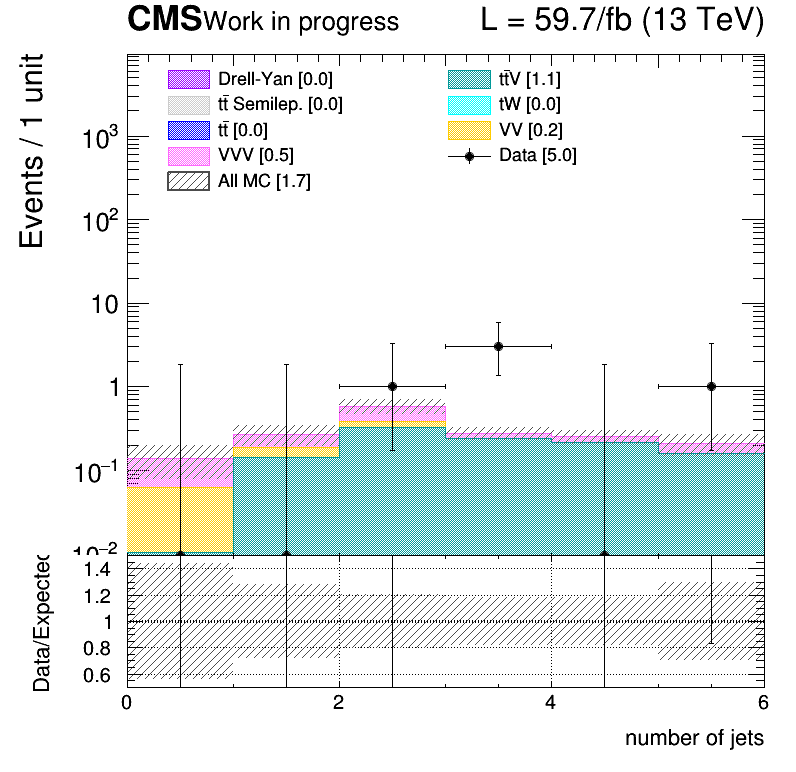 CMS Work in progress L = 59.7/fb (13 TeV)
Events / 1 unit
Drell-Yan [0.0]
tt̄ Semilep. [0.0]
tt̄ [0.0]
VVV [0.5]
All MC [1.7]
tt̄V [1.1]
tW [0.0]
VV [0.2]
Data [5.0]
10³
10²
10
1
10⁻¹
10⁻²
Data/Expected
1.4
1.2
1
0.8
0.6
0 2 4 6
number of jets